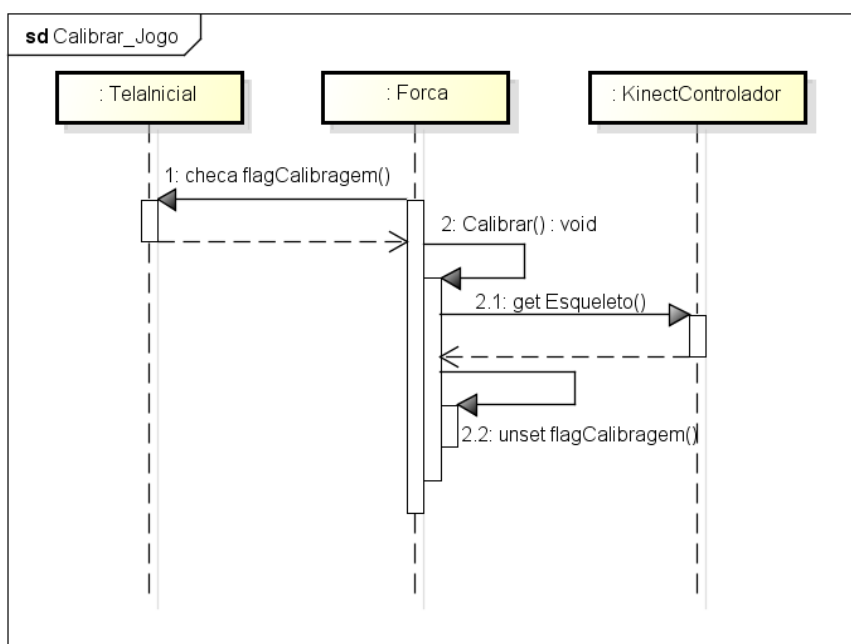 sd Calibrar_Jogo
: TelaInicial
: Forca
: KinectControlador
1: checa flagCalibragem()
2: Calibrar() : void
2.1: get Esqueleto()
2.2: unset flagCalibragem()